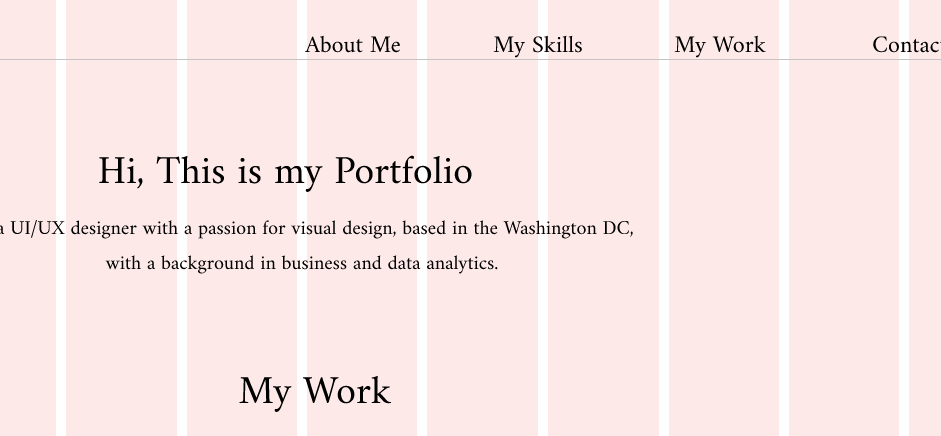 About Me My Skills My Work Contac
Hi, This is my Portfolio
a UI/UX designer with a passion for visual design, based in the Washington DC,
with a background in business and data analytics.
My Work